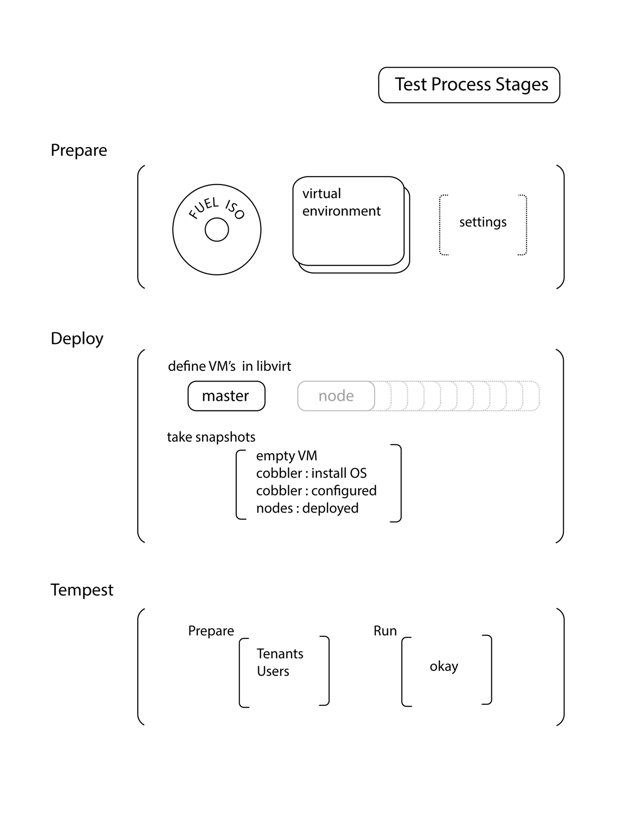 Test Process Stages
Prepare
FUEL ISO
virtual
environment
settings
Deploy
define VM's  in libvirt
master
node
take snapshots
empty VM
cobbler : install OS
cobbler : configured
nodes : deployed
Tempest
Prepare
Tenants
Users
Run
okay